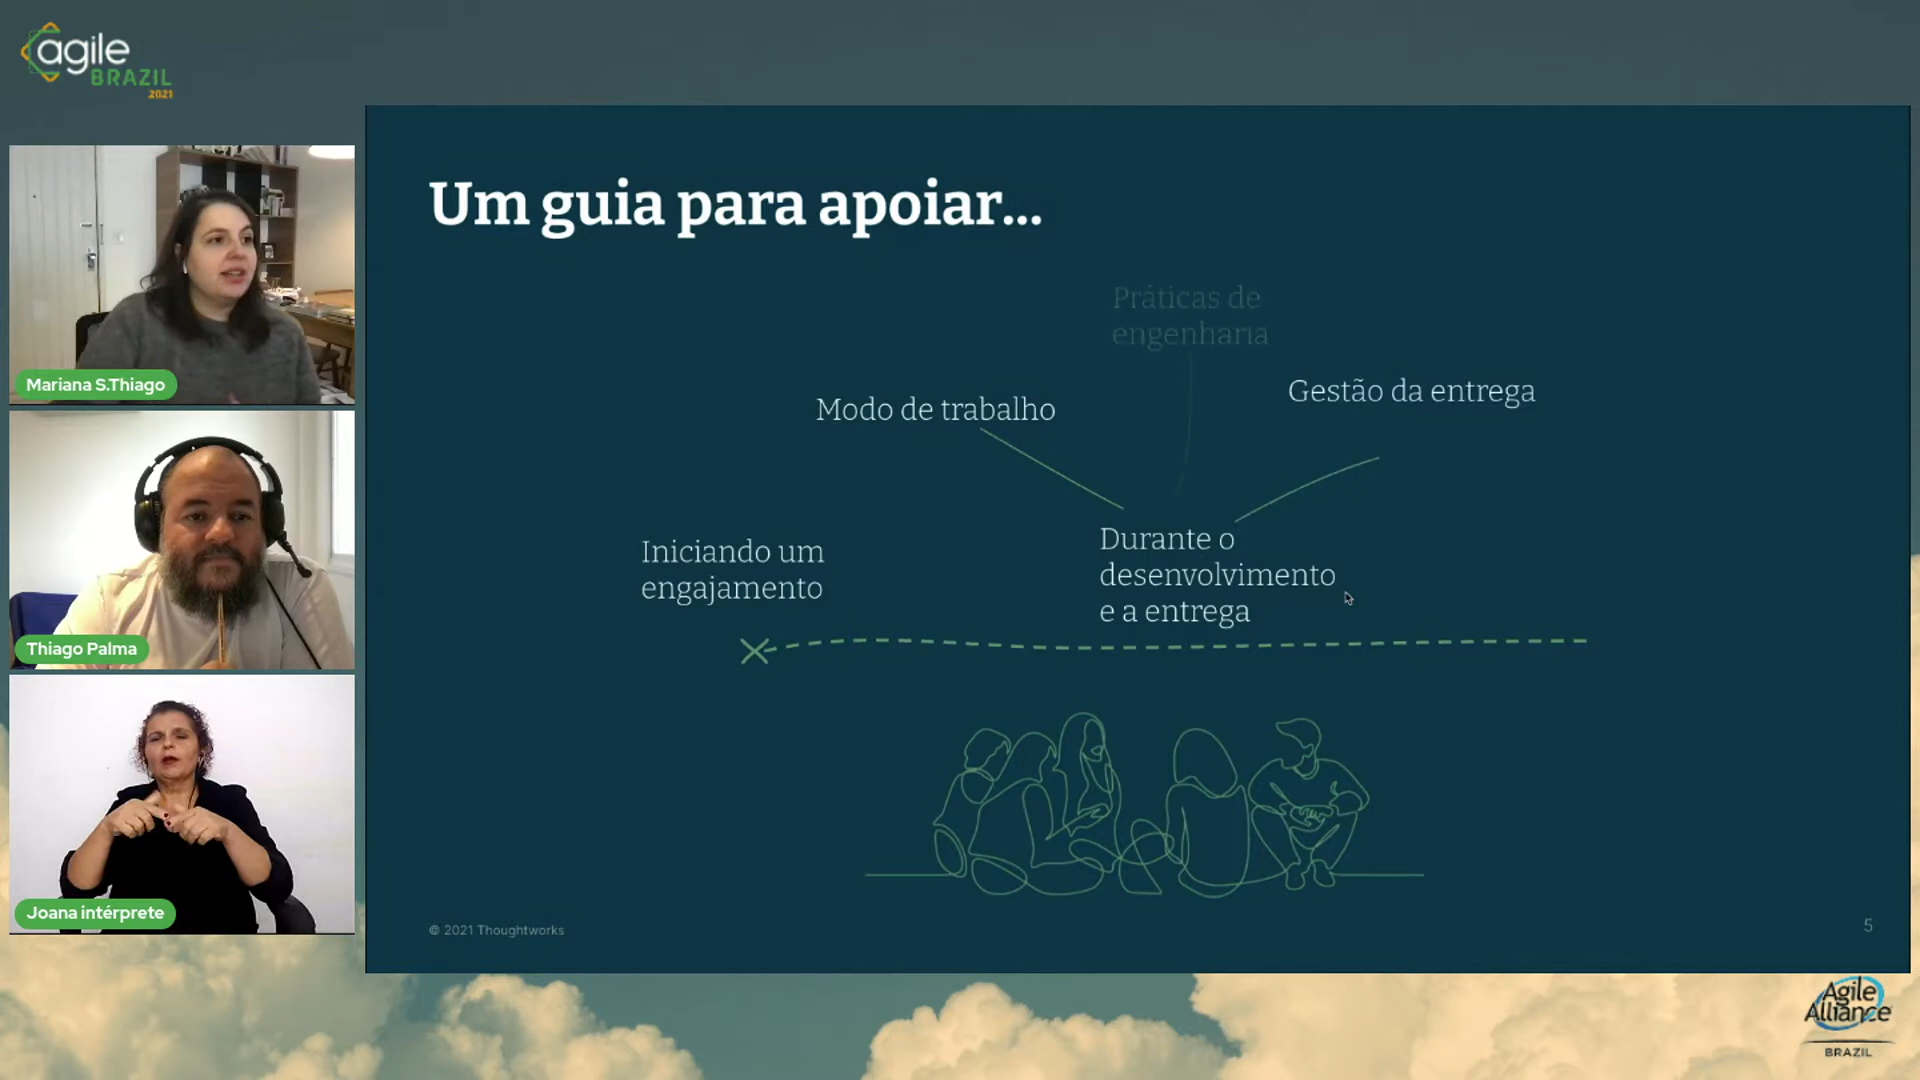 agile
BRAZIL
2021
Mariana S.Thiago
Thiago Palma
Joana intérprete
Um guia para apoiar...
Práticas de
engenharia
Modo de trabalho
Gestão da entrega
Iniciando um
engajamento
Durante o
desenvolvimento
e a entrega
© 2021 Thoughtworks
5
Agile
Alliance
BRAZIL